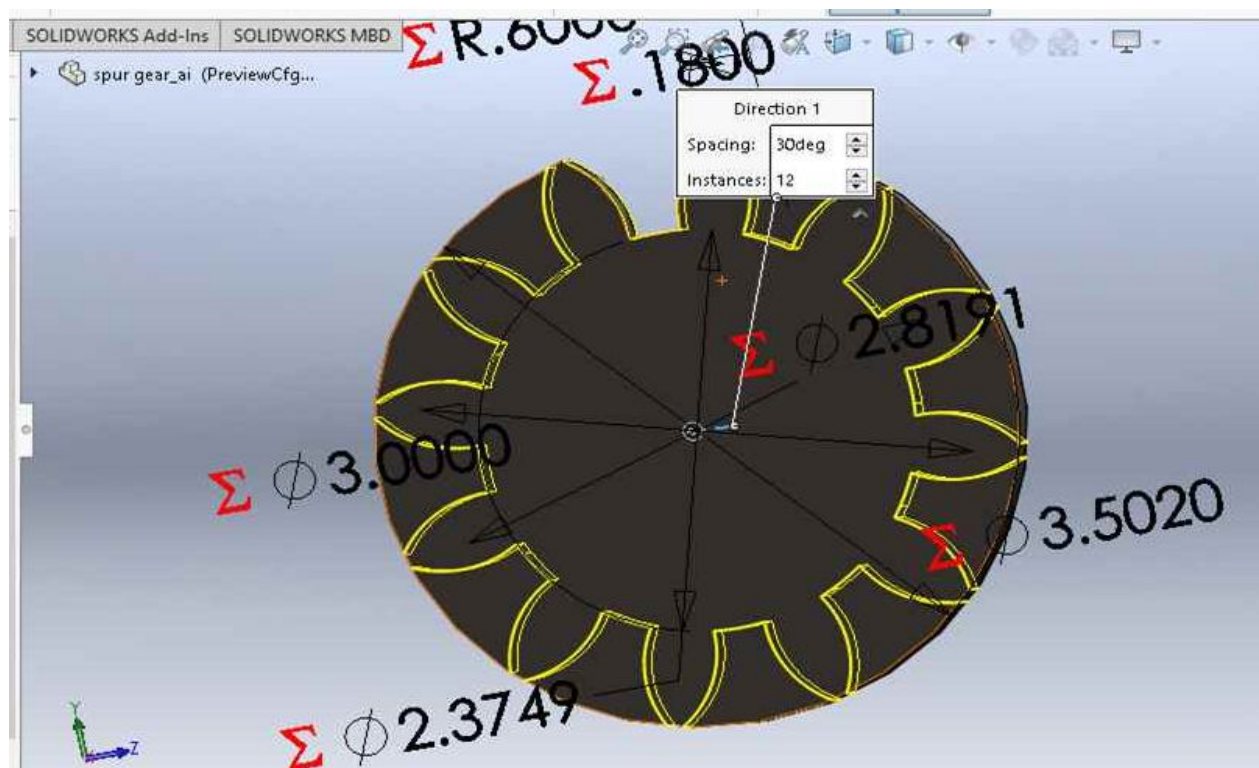 SOLIDWORKS Add-Ins SOLIDWORKS MBD
Σ R.6000
spur gear_ai (PreviewCfg...
Σ .1800
Direction 1
Spacing: 30deg
Instances: 12
Σ ∅ 2.8191
Σ ∅ 3.0000
Σ ∅ 3.5020
Σ ∅ 2.3749
Y
Z